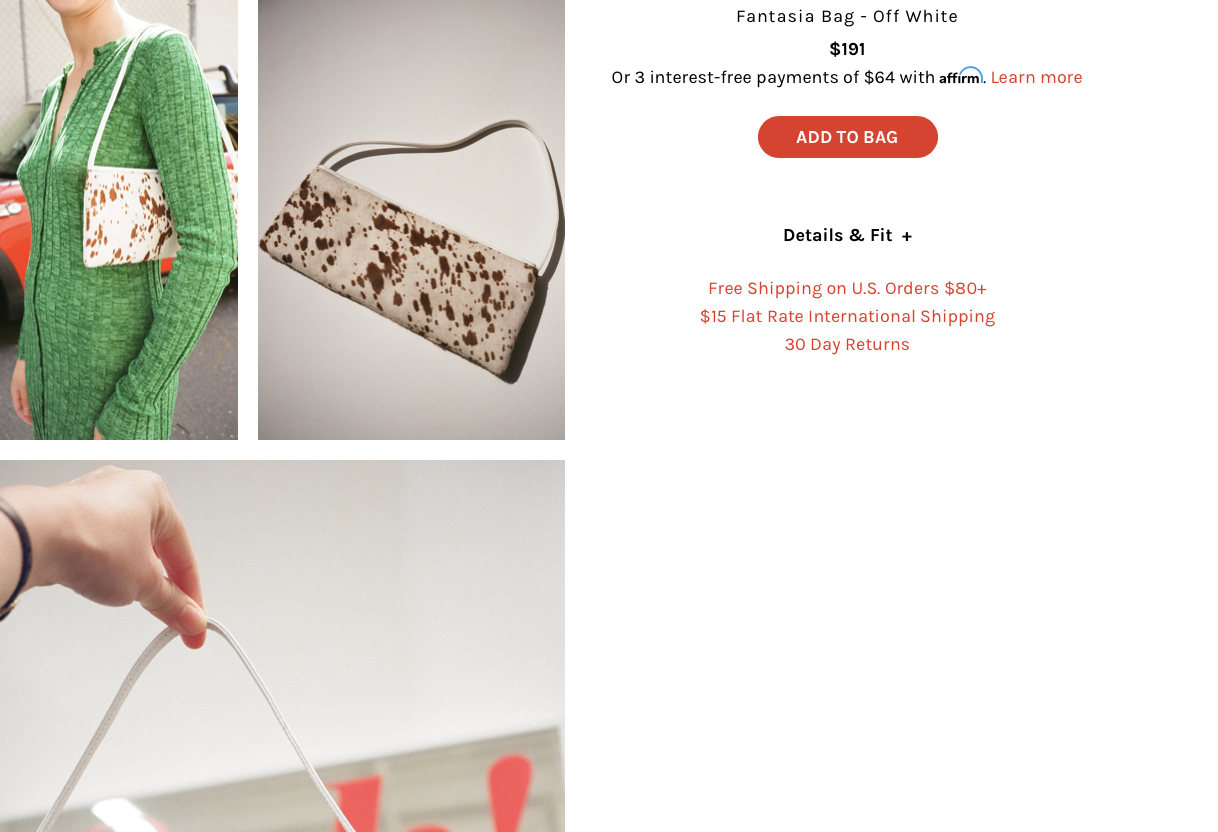 Fantasia Bag - Off White
$191
Or 3 interest-free payments of $64 with affirm. Learn more
ADD TO BAG
Details & Fit +
Free Shipping on U.S. Orders $80+
$15 Flat Rate International Shipping
30 Day Returns